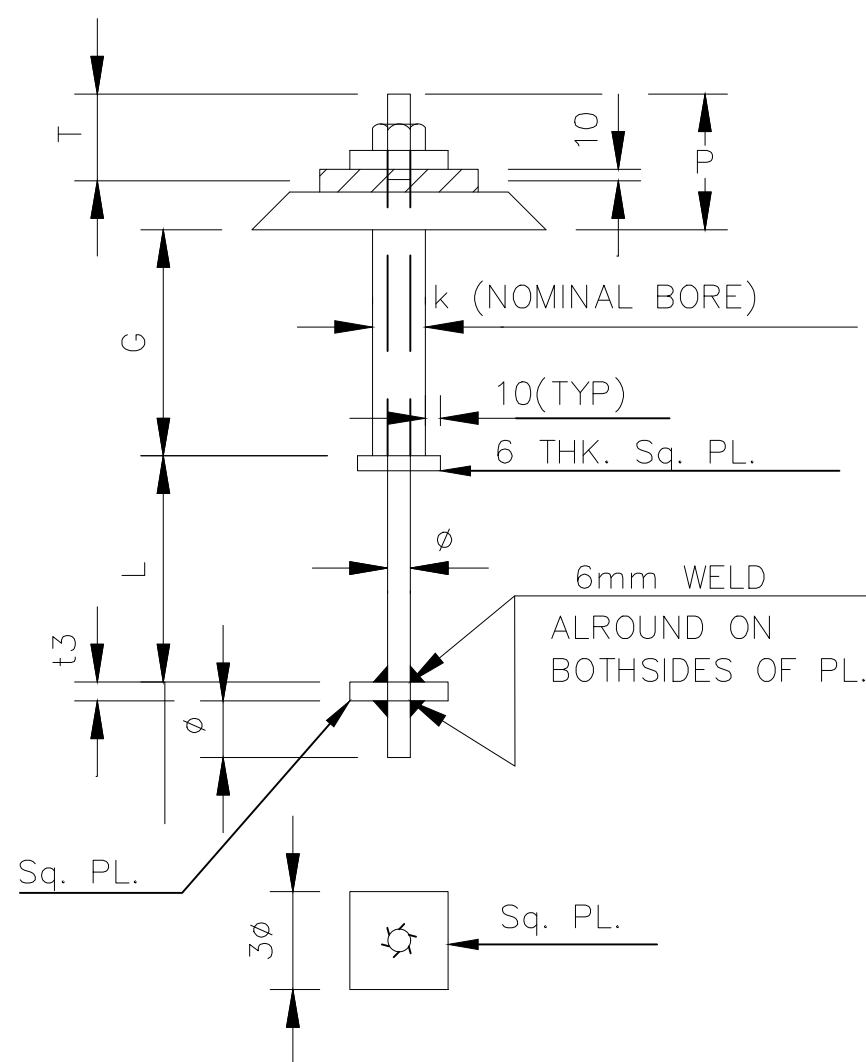 T
10
P
k (NOMINAL BORE)
G
10(TYP)
6 THK. Sq. PL.
L
ø
6mm WELD
ALROUND ON
BOTHSIDES OF PL.
t3
ø
Sq. PL.
Sq. PL.
3ø